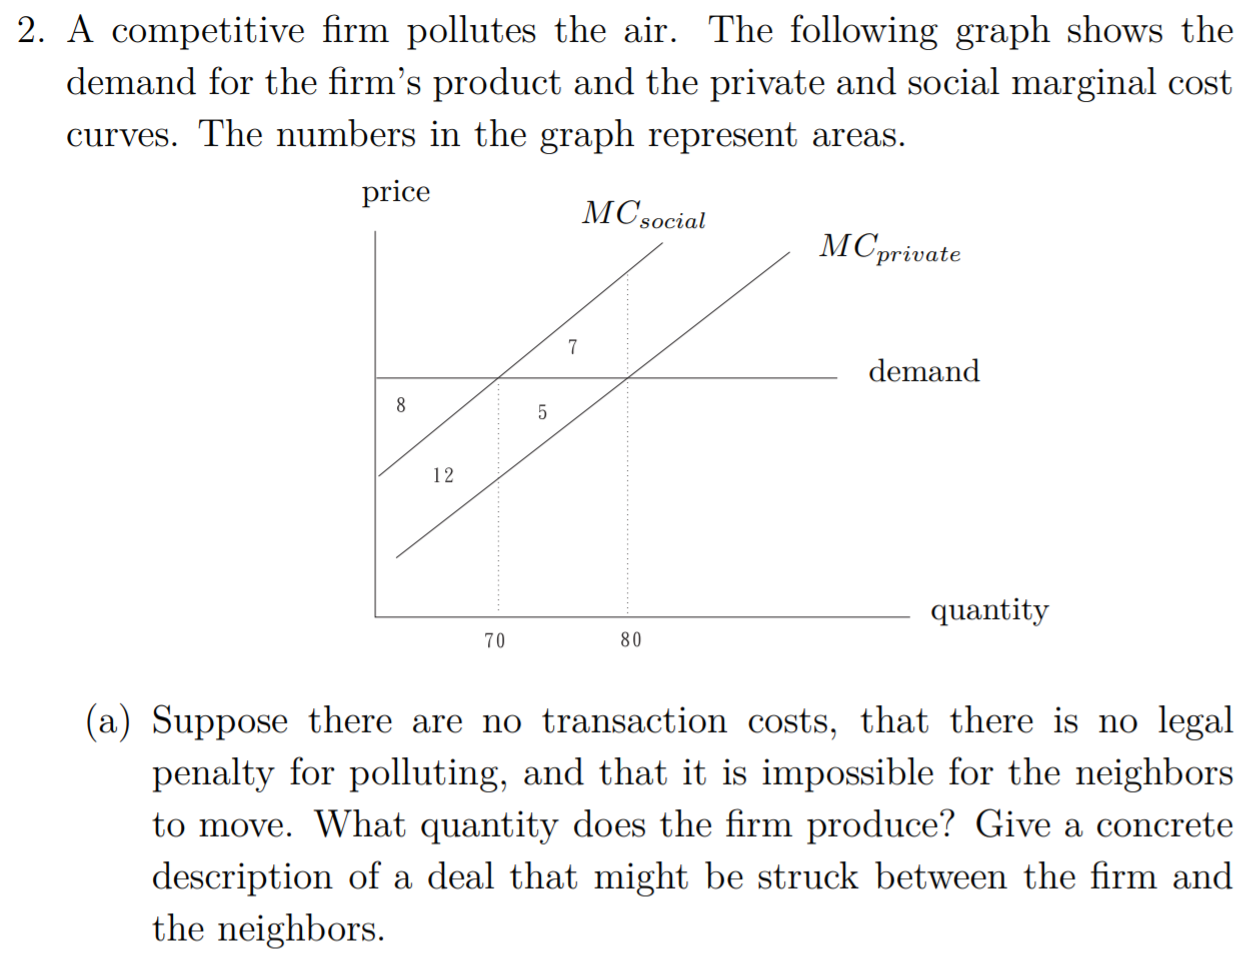 2. A competitive firm pollutes the air. The following graph shows the
demand for the firm's product and the private and social marginal cost
curves. The numbers in the graph represent areas.
price
MCsocial
MCprivate
7
demand
8
5
12
quantity
70
80
(a) Suppose there are no transaction costs, that there is no legal
penalty for polluting, and that it is impossible for the neighbors
to move. What quantity does the firm produce? Give a concrete
description of a deal that might be struck between the firm and
the neighbors.